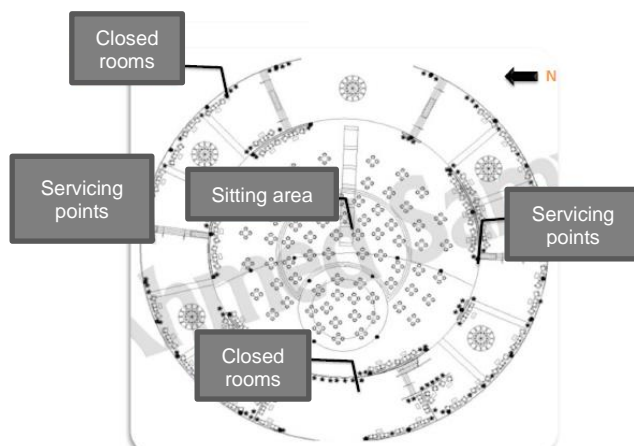 Closed
rooms
N
Servicing
points
Sitting area
Servicing
points
Closed
rooms